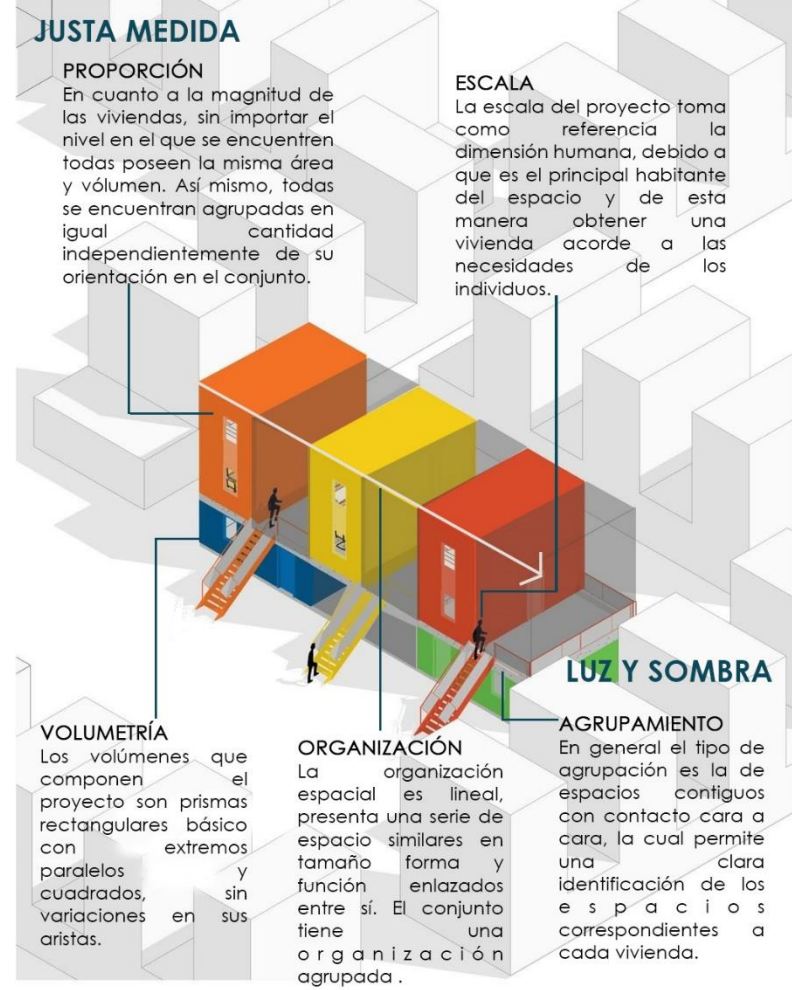 JUSTA MEDIDA
PROPORCIÓN
En cuanto a la magnitud de
las viviendas, sin importar el
nivel en el que se encuentren
todas poseen la misma área
y vólumen. Así mismo, todas
se encuentran agrupadas en
igual cantidad
independientemente de su
orientación en el conjunto.
ESCALA
La escala del proyecto toma
como referencia la
dimensión humana, debido a
que es el principal habitante
del espacio y de esta
manera obtener una
vivienda acorde a las
necesidades de los
individuos.
LUZ Y SOMBRA
VOLUMETRÍA
Los volúmenes que
componen el
proyecto son prismas
rectangulares básico
con extremos
paralelos y
cuadrados, sin
variaciones en sus
aristas.
ORGANIZACIÓN
La organización
espacial es lineal,
presenta una serie de
espacio similares en
tamaño forma y
función enlazados
entre sí. El conjunto
tiene una
organización
agrupada .
AGRUPAMIENTO
En general el tipo de
agrupación es la de
espacios contiguos
con contacto cara a
cara, la cual permite
una clara
identificación de los
espacios
correspondientes a
cada vivienda.